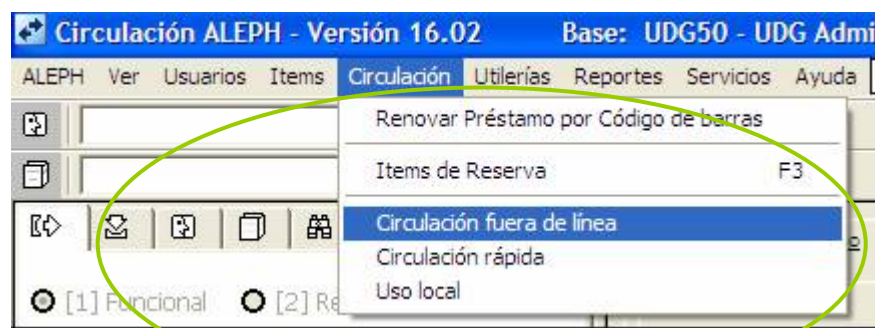 Circulación ALEPH - Versión 16.02 Base: UDG50 - UDG Admi
ALEPH Ver Usuarios Items Circulación Utilerías Reportes Servicios Ayuda
Renovar Préstamo por Código de barras
Items de Reserva F3
Circulación fuera de línea
Circulación rápida
Uso local
[1] Funcional [2] Re